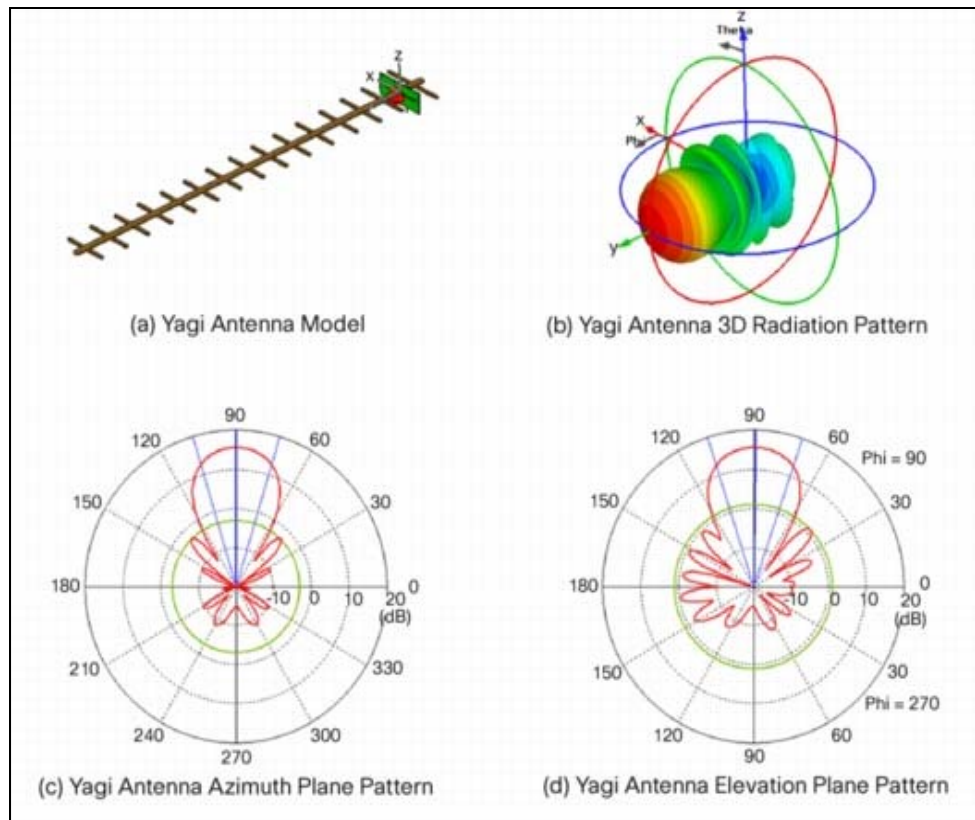 Z
X
(a) Yagi Antenna Model
Z
Theta
X
Phi
Y
(b) Yagi Antenna 3D Radiation Pattern
90
120
60
150
30
180
-10
0
10
20
0
(dB)
210
330
240
300
270
(c) Yagi Antenna Azimuth Plane Pattern
90
120
60
Phi = 90
150
30
180
-10
0
10
20
0
(dB)
150
30
Phi = 270
120
60
90
(d) Yagi Antenna Elevation Plane Pattern